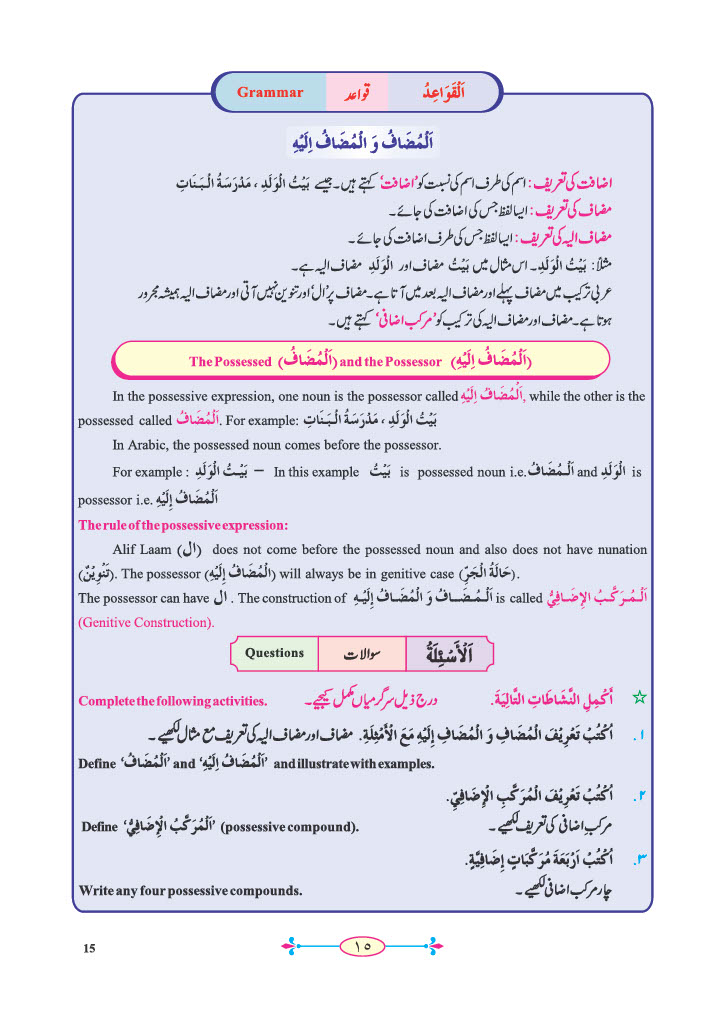 Grammar قواعد اَلْقَوَاعِدُ
اَلْمُضَافُ وَ الْمُضَافُ اِلَيْهِ
اضافت کی تعریف : اسم کی طرف اسم کی نسبت کو ’اضافت‘ کہتے ہیں۔ جیسے بَيْتُ الْوَلَدِ ، مَدْرَسَةُ الْبَنَاتِ
مضاف کی تعریف : ایسا لفظ جس کی اضافت کی جائے۔
مضاف الیہ کی تعریف : ایسا لفظ جس کی طرف اضافت کی جائے۔
مثلاً: بَيْتُ الْوَلَدِ۔ اس مثال میں بَيْتُ مضاف اور الْوَلَدِ مضاف الیہ ہے۔
عربی ترکیب میں مضاف پہلے اور مضاف الیہ بعد میں آتا ہے۔ مضاف پر ’ال‘ اور تنوین نہیں آتی اور مضاف الیہ ہمیشہ مجرور
ہوتا ہے۔ مضاف اور مضاف الیہ کی ترکیب کو ’مرکب اضافی‘ کہتے ہیں۔
The Possessed (اَلْمُضَافُ) and the Possessor (اَلْمُضَافُ اِلَيْهِ)
In the possessive expression, one noun is the possessor called اَلْمُضَافُ اِلَيْهِ, while the other is the
possessed called اَلْمُضَافُ. For example: بَيْتُ الْوَلَدِ ، مَدْرَسَةُ الْبَنَاتِ
In Arabic, the possessed noun comes before the possessor.
For example : بَيْتُ الْوَلَدِ – In this example بَيْتُ is possessed noun i.e. اَلْمُضَافُ and الْوَلَدِ is
possessor i.e. اَلْمُضَافُ إِلَيْهِ
The rule of the possessive expression:
Alif Laam (ال) does not come before the possessed noun and also does not have nunation
(تَنْوِيْنٌ). The possessor (الْمُضَافُ إِلَيْهِ) will always be in genitive case (حَالَةُ الْجَرِّ).
The possessor can have ال . The construction of اَلْمُضَافُ وَ الْمُضَافُ إِلَيْهِ is called اَلْمُرَكَّبُ الإِضَافِيُّ
(Genitive Construction).
Questions سوالات اَلْأَسْئِلَةُ
☆ أَكْمِلِ النَّشَاطَاتِ التَّالِيَةَ. درج ذیل سرگرمیاں مکمل کیجیے۔ Complete the following activities.
۱. اُكْتُبْ تَعْرِيْفَ الْمُضَافِ وَ الْمُضَافِ إِلَيْهِ مَعَ الْأَمْثِلَةِ. مضاف اور مضاف الیہ کی تعریف مع مثال لکھیے۔
Define ‘اَلْمُضَافُ’ and ‘اَلْمُضَافُ إِلَيْهِ’ and illustrate with examples.
۲. اُكْتُبْ تَعْرِيْفَ الْمُرَكَّبِ الْإِضَافِيِّ.
Define ‘اَلْمُرَكَّبُ الْإِضَافِيُّ’ (possessive compound). مرکبِ اضافی کی تعریف لکھیے۔
۳. اُكْتُبْ اَرْبَعَةَ مُرَكَّبَاتٍ إِضَافِيَّةٍ.
Write any four possessive compounds. چار مرکب اضافی لکھیے۔
15 ۱۵